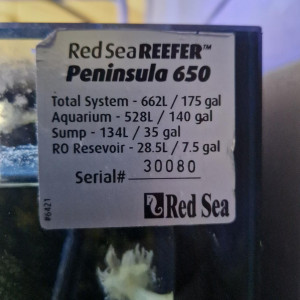 Red Sea REEFER™
Peninsula 650
Total System - 662L / 175 gal
Aquarium - 528L / 140 gal
Sump - 134L / 35 gal
RO Resevoir - 28.5L / 7.5 gal
Serial# 30080
Red Sea
#6421